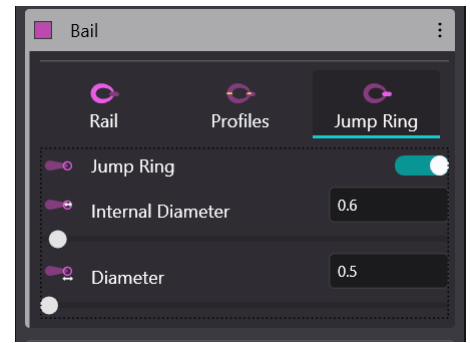 Bail
Rail Profiles Jump Ring
Jump Ring
Internal Diameter 0.6
Diameter 0.5